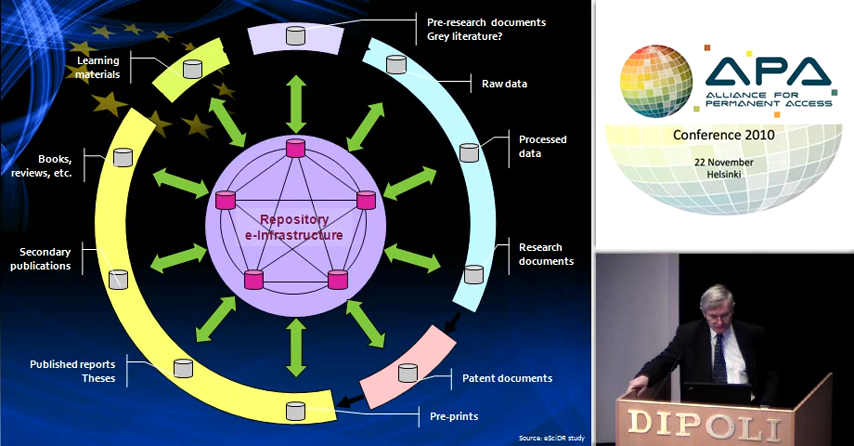 Pre-research documents
Grey literature?
Learning
materials
Raw data
Processed
data
Books,
reviews, etc.
Repository
e-Infrastructure
Secondary
publications
Research
documents
Published reports
Theses
Patent documents
Pre-prints
Source: eSciDR study
APA
ALLIANCE FOR
PERMANENT ACCESS
Conference 2010
22 November
Helsinki
DIPOLI